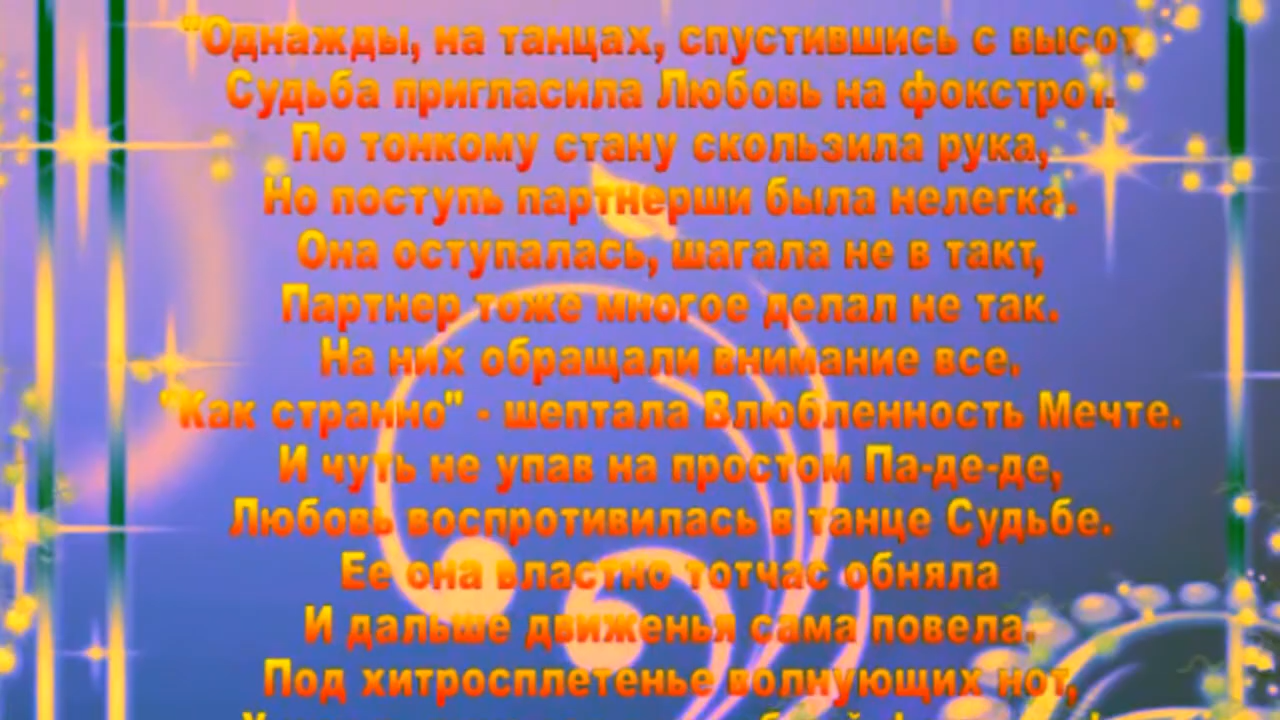 "Однажды, на танцах, спустившись с высот,
Судьба пригласила Любовь на фокстрот.
По тонкому стану скользила рука,
Но поступь партнерши была нелегка.
Она оступалась, шагала не в такт,
Партнер тоже многое делал не так.
На них обращали внимание все.
"Как странно" - шептала Влюбленность Мечте.
И чуть не упав на простом Па-де-де,
Любовь воспротивилась в танце Судьбе.
Ее она властно тотчас обняла
И дальше движенья сама повела.
Под хитросплетенье волнующих нот,